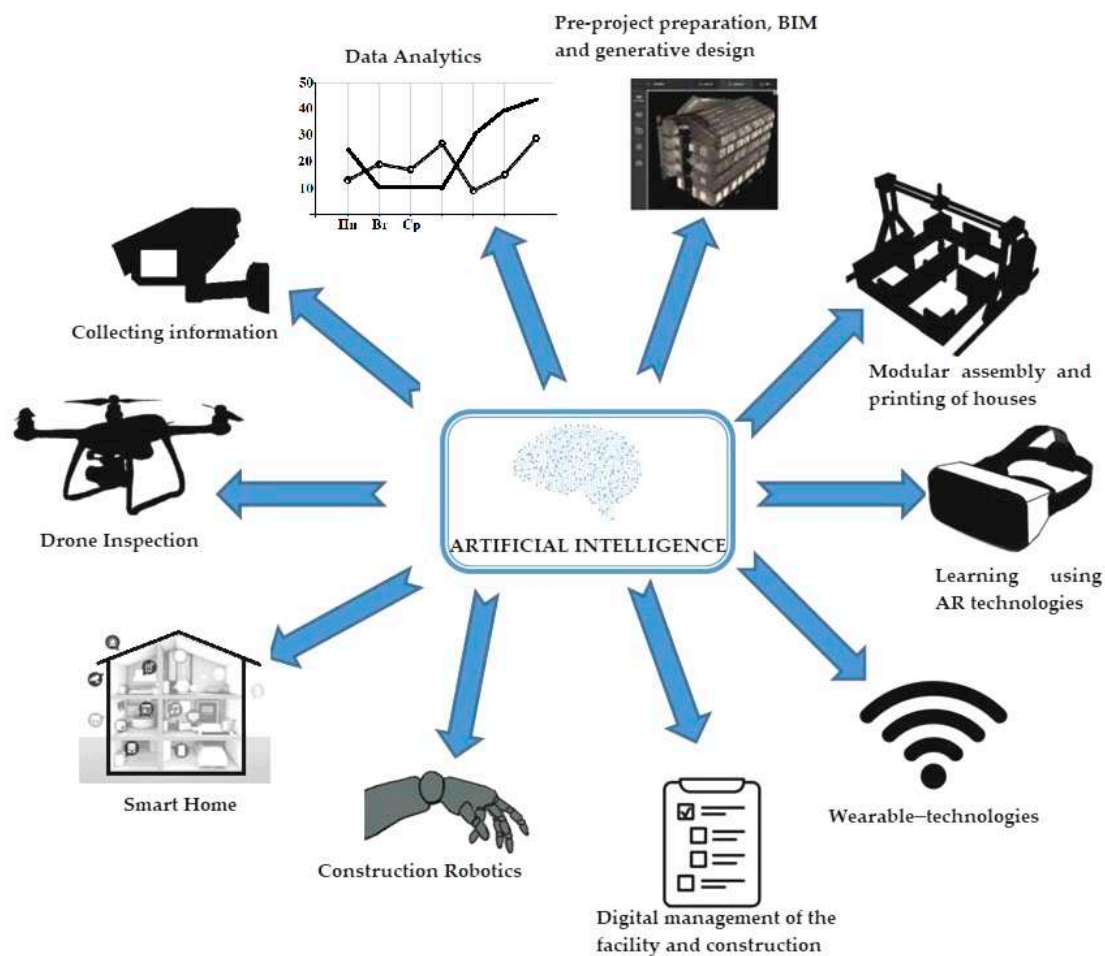 Pre-project preparation, BIM
and generative design
Data Analytics
50
40
30
20
10
Пн Вт Ср
Collecting information
Modular assembly and
printing of houses
Drone Inspection
ARTIFICIAL INTELLIGENCE
Learning using
AR technologies
Smart Home
Wearable–technologies
Construction Robotics
Digital management of the
facility and construction